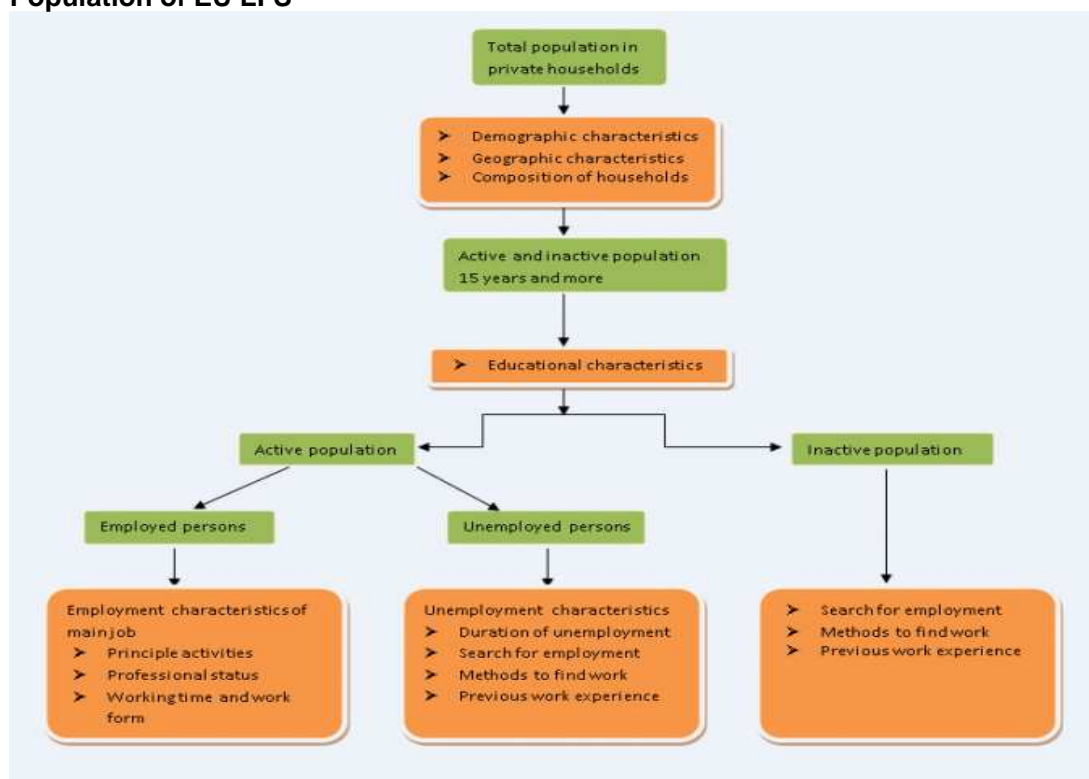 Population of EU LFS
Total population in
private households
➤ Demographic characteristics
➤ Geographic characteristics
➤ Composition of households
Active and inactive population
15 years and more
➤ Educational characteristics
Active population
Inactive population
Employed persons
Unemployed persons
Employment characteristics of
main job
➤ Principle activities
➤ Professional status
➤ Working time and work
form
Unemployment characteristics
➤ Duration of unemployment
➤ Search for employment
➤ Methods to find work
➤ Previous work experience
➤ Search for employment
➤ Methods to find work
➤ Previous work experience